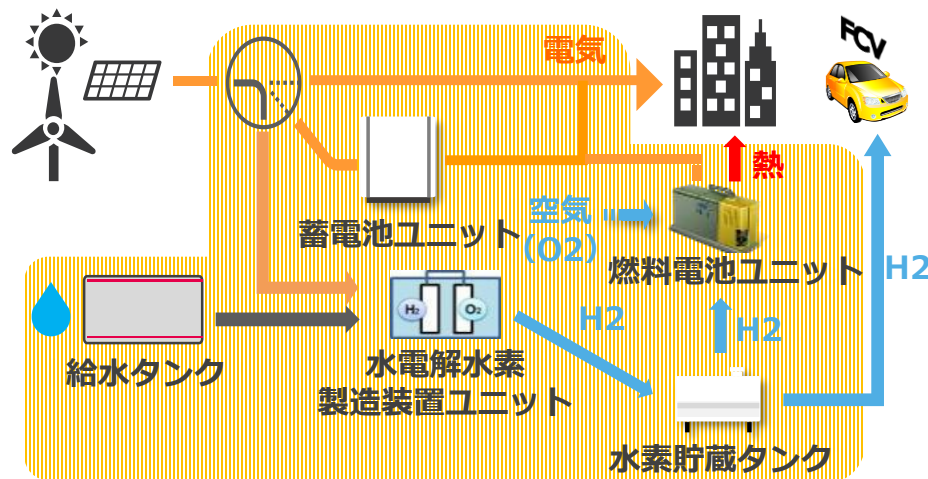 FCV
電気
熱
空気
(O2)
蓄電池ユニット
燃料電池ユニット
H2
H2
O2
H2
H2
給水タンク
水電解水素
製造装置ユニット
水素貯蔵タンク